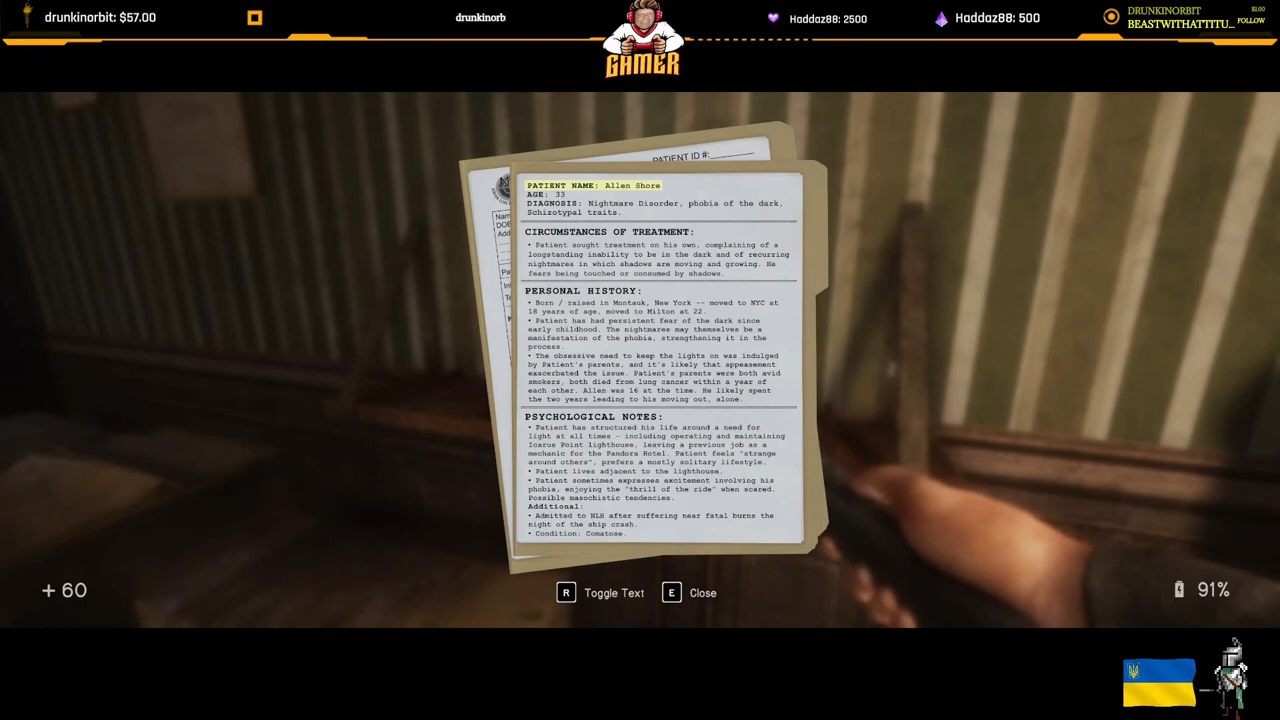 drunkinorb: $57.00
drunkinorb
Haddaz88: 2500
Haddaz88: 500
DRUNKINORBIT
$1.00
BEASTWITHATTITU...
FOLLOW
GAMER
PATIENT ID #:
PATIENT NAME: Allen Shore
AGE: 33
DIAGNOSIS: Nightmare Disorder, phobia of the dark,
Schizotypal traits.
CIRCUMSTANCES OF TREATMENT:
• Patient sought treatment on his own, complaining of a
longstanding inability to be in the dark and of recurring
nightmares in which shadows are moving and growing. He
fears being touched or consumed by shadows.
PERSONAL HISTORY:
• Born / raised in Montauk, New York -- moved to NYC at
18 years of age, moved to Milton at 22.
• Patient has had persistent fear of the dark since
early childhood. The nightmares may themselves be a
manifestation of the phobia, strengthening it in the
process.
• The obsessive need to keep the lights on was indulged
by Patient's parents, and it's likely that appeasement
exacerbated the issue. Patient's parents were both avid
smokers, both died from lung cancer within a year of
each other. Allen was 16 at the time. He likely spent
the two years leading to his moving out, alone.
PSYCHOLOGICAL NOTES:
• Patient has structured his life around a need for
light at all times - including operating and maintaining
Icarus Point lighthouse, leaving a previous job as a
mechanic for the Pandora Hotel. Patient feels "strange
around others", prefers a mostly solitary lifestyle.
• Patient lives adjacent to the lighthouse.
• Patient sometimes expresses excitement involving his
phobia, enjoying the "thrill of the ride" when scared.
Possible masochistic tendencies.
Additional:
• Admitted to NLH after suffering near fatal burns the
night of the ship crash.
• Condition: Comatose.
+ 60
R Toggle Text E Close
91%